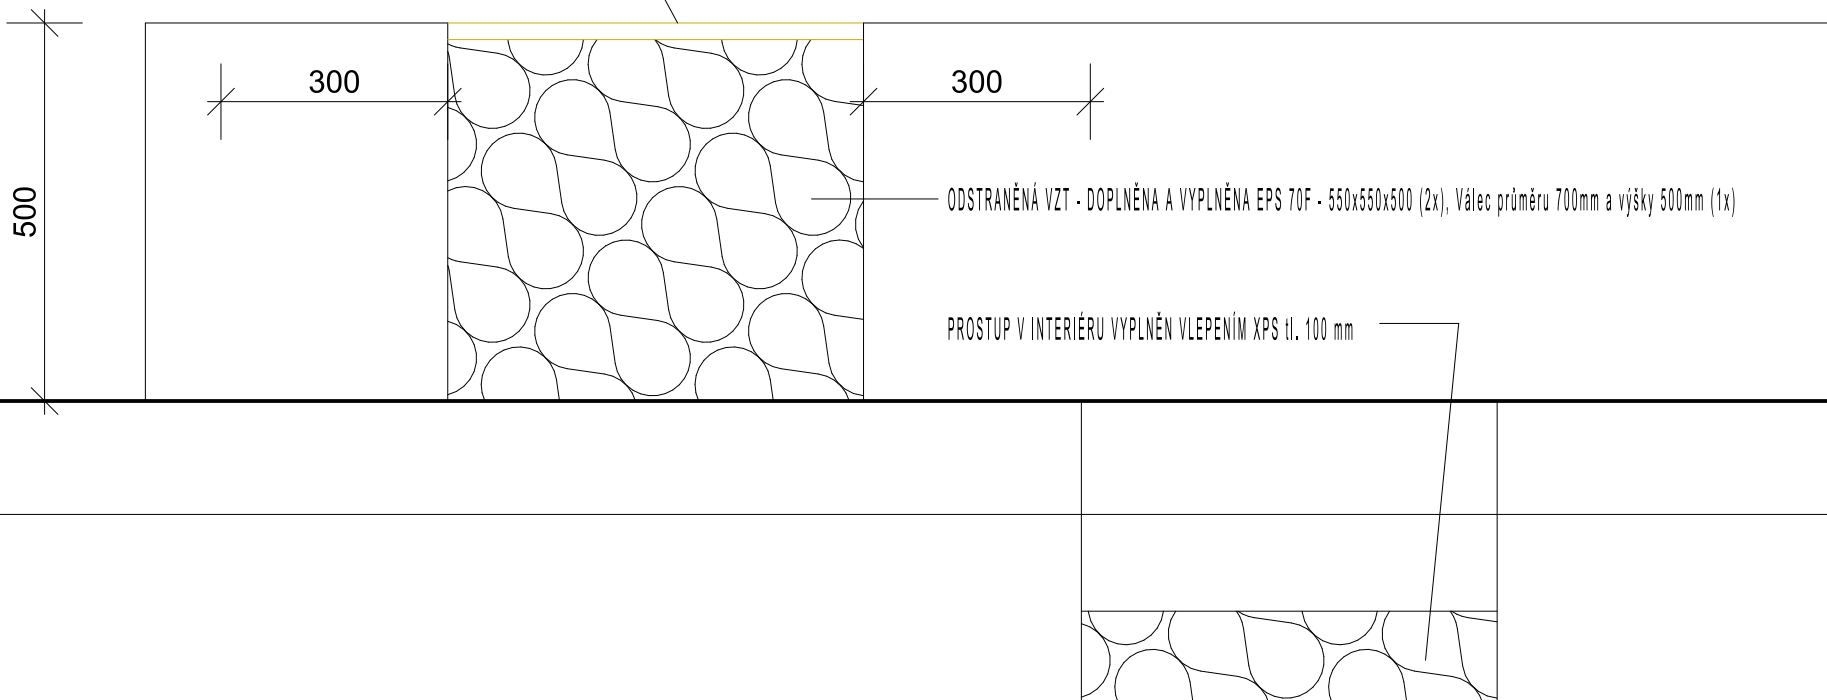 300
300
500
ODSTRANĚNÁ VZT - DOPLNĚNA A VYPLNĚNA EPS 70F - 550x550x500 (2x), Válec průměru 700mm a výšky 500mm (1x)
PROSTUP V INTERIÉRU VYPLNĚN VLEPENÍM XPS tl. 100 mm